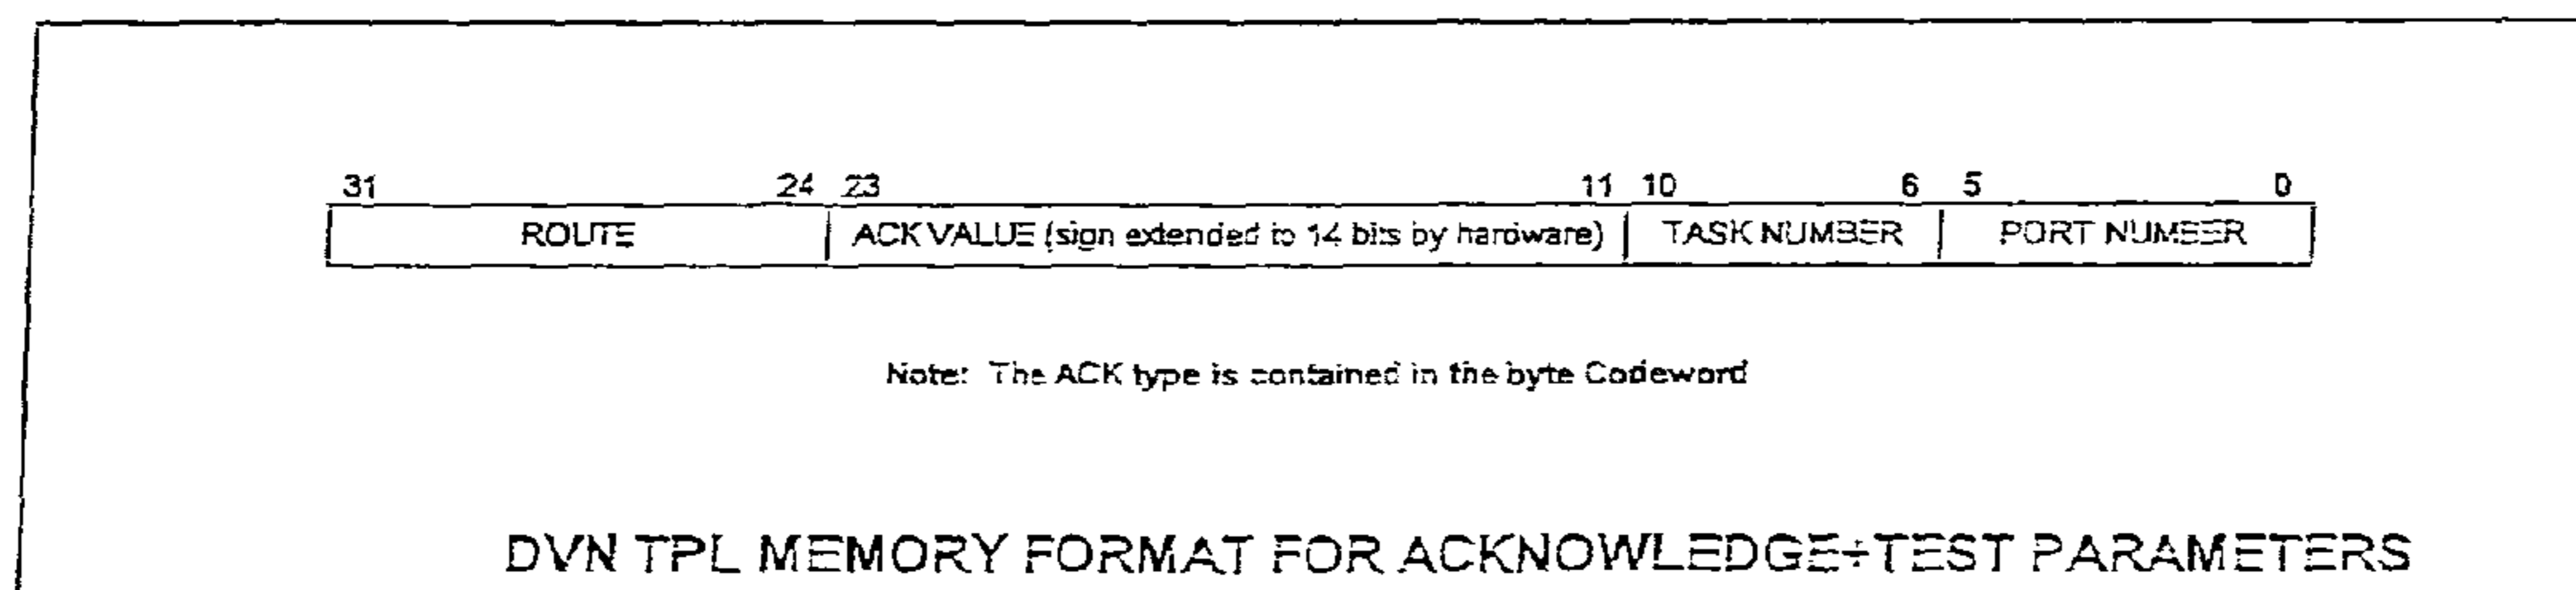 31 24 23 11 10 6 5 0
ROUTE ACK VALUE (sign extended to 14 bits by hardware) TASK NUMBER PORT NUMBER
Note: The ACK type is contained in the byte Codeword
DVN TPL MEMORY FORMAT FOR ACKNOWLEDGE+TEST PARAMETERS